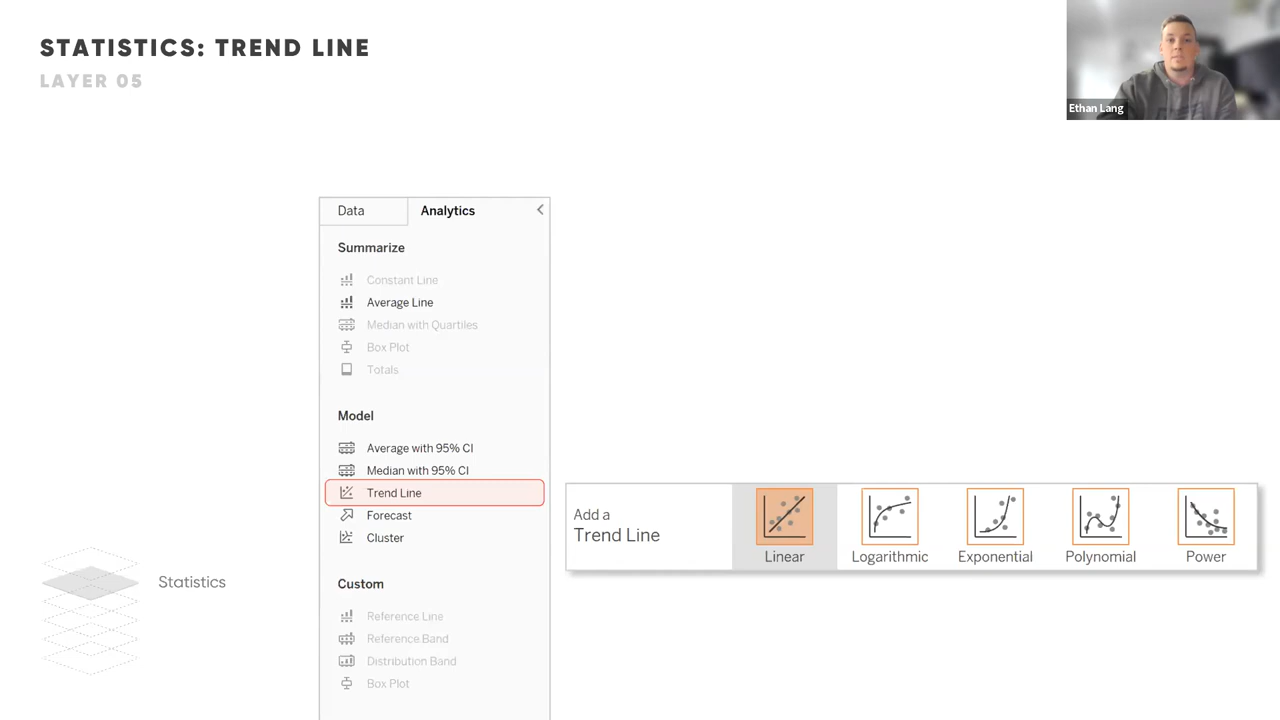 STATISTICS: TREND LINE
LAYER 05
Ethan Lang
Data
Analytics
Summarize
Constant Line
Average Line
Median with Quartiles
Box Plot
Totals
Model
Average with 95% CI
Median with 95% CI
Trend Line
Forecast
Cluster
Custom
Reference Line
Reference Band
Distribution Band
Box Plot
Add a
Trend Line
Linear
Logarithmic
Exponential
Polynomial
Power
Statistics